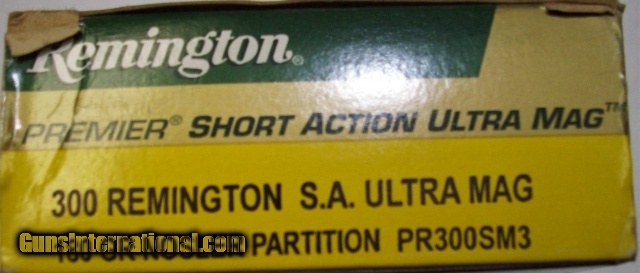 Remington®
PREMIER® SHORT ACTION ULTRA MAG™
300 REMINGTON S.A. ULTRA MAG
PARTITION PR300SM3
GunsInternational.com